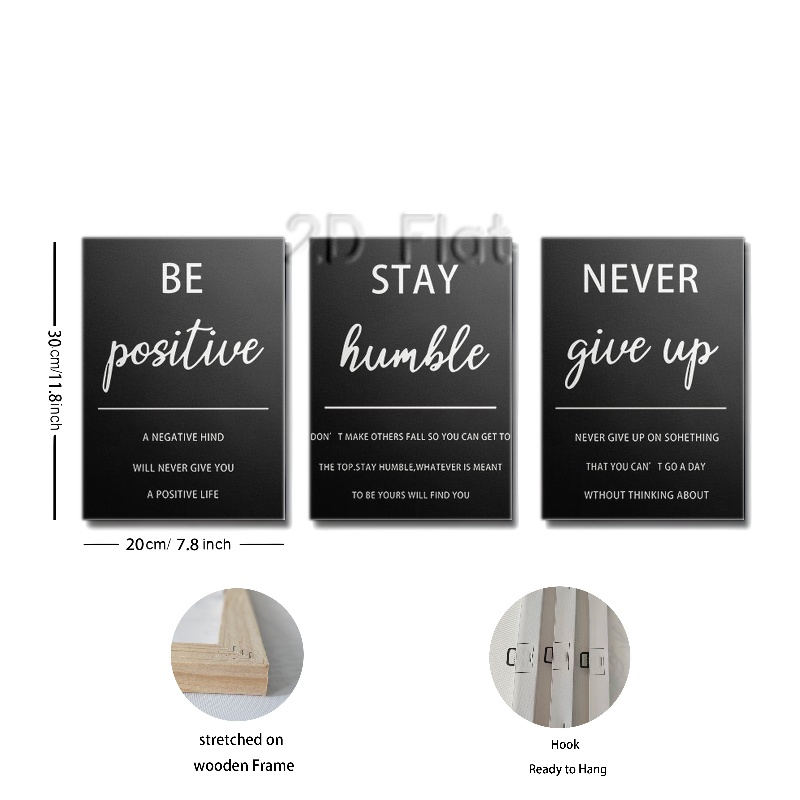 2D Flat
BE
positive
A NEGATIVE HIND
WILL NEVER GIVE YOU
A POSITIVE LIFE
STAY
humble
DON'T MAKE OTHERS FALL SO YOU CAN GET TO
THE TOP.STAY HUMBLE,WHATEVER IS MEANT
TO BE YOURS WILL FIND YOU
NEVER
give up
NEVER GIVE UP ON SOHETHING
THAT YOU CAN'T GO A DAY
WTHOUT THINKING ABOUT
30cm/11.8inch
20cm/ 7.8 inch
stretched on
wooden Frame
Hook
Ready to Hang